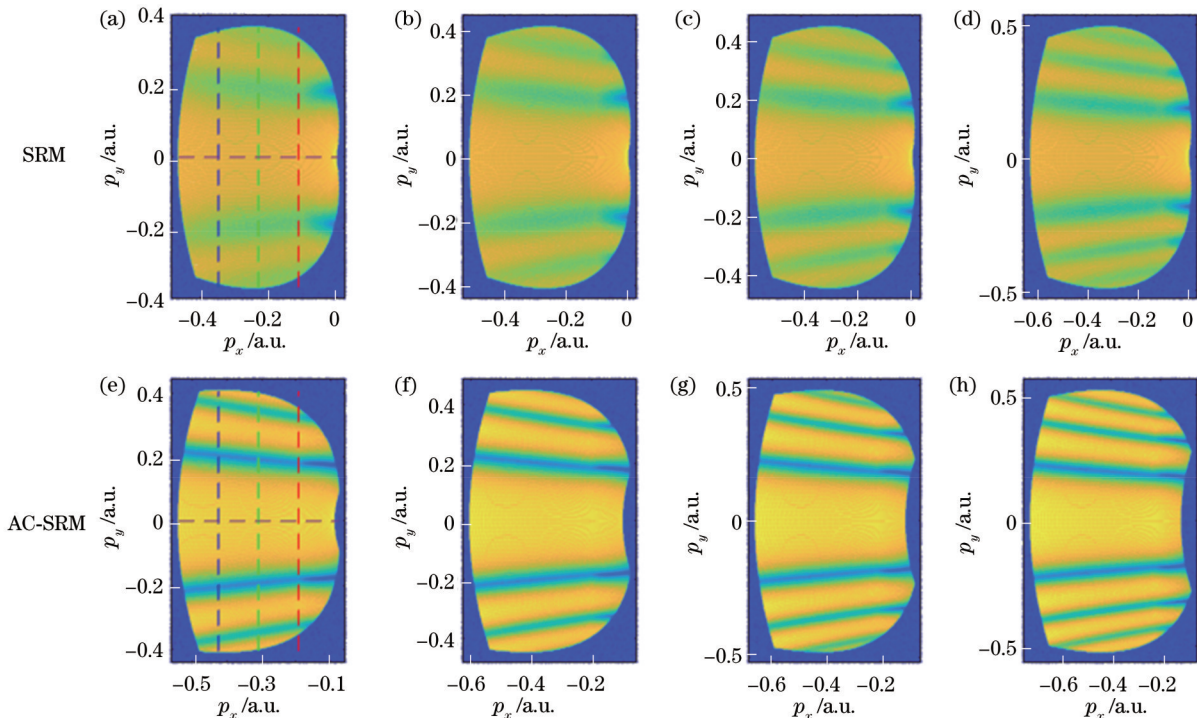 (a) (b) (c) (d)
SRM
p_y/a.u. p_y/a.u. p_y/a.u. p_y/a.u.
0.4 0.4 0.4 0.5
0.2 0.2 0.2
0 0 0 0
−0.2 −0.2 −0.2
−0.4 −0.4 −0.4 −0.5
−0.4 −0.2 0 −0.4 −0.2 0 −0.4 −0.2 0 −0.6 −0.4 −0.2 0
p_x/a.u. p_x/a.u. p_x/a.u. p_x/a.u.
(e) (f) (g) (h)
AC-SRM
p_y/a.u. p_y/a.u. p_y/a.u. p_y/a.u.
0.4 0.4 0.5 0.5
0.2 0.2
0 0 0 0
−0.2 −0.2
−0.4 −0.4 −0.5 −0.5
−0.5 −0.3 −0.1 −0.6 −0.4 −0.2 −0.6 −0.4 −0.2 −0.6 −0.4 −0.2
p_x/a.u. p_x/a.u. p_x/a.u. p_x/a.u.